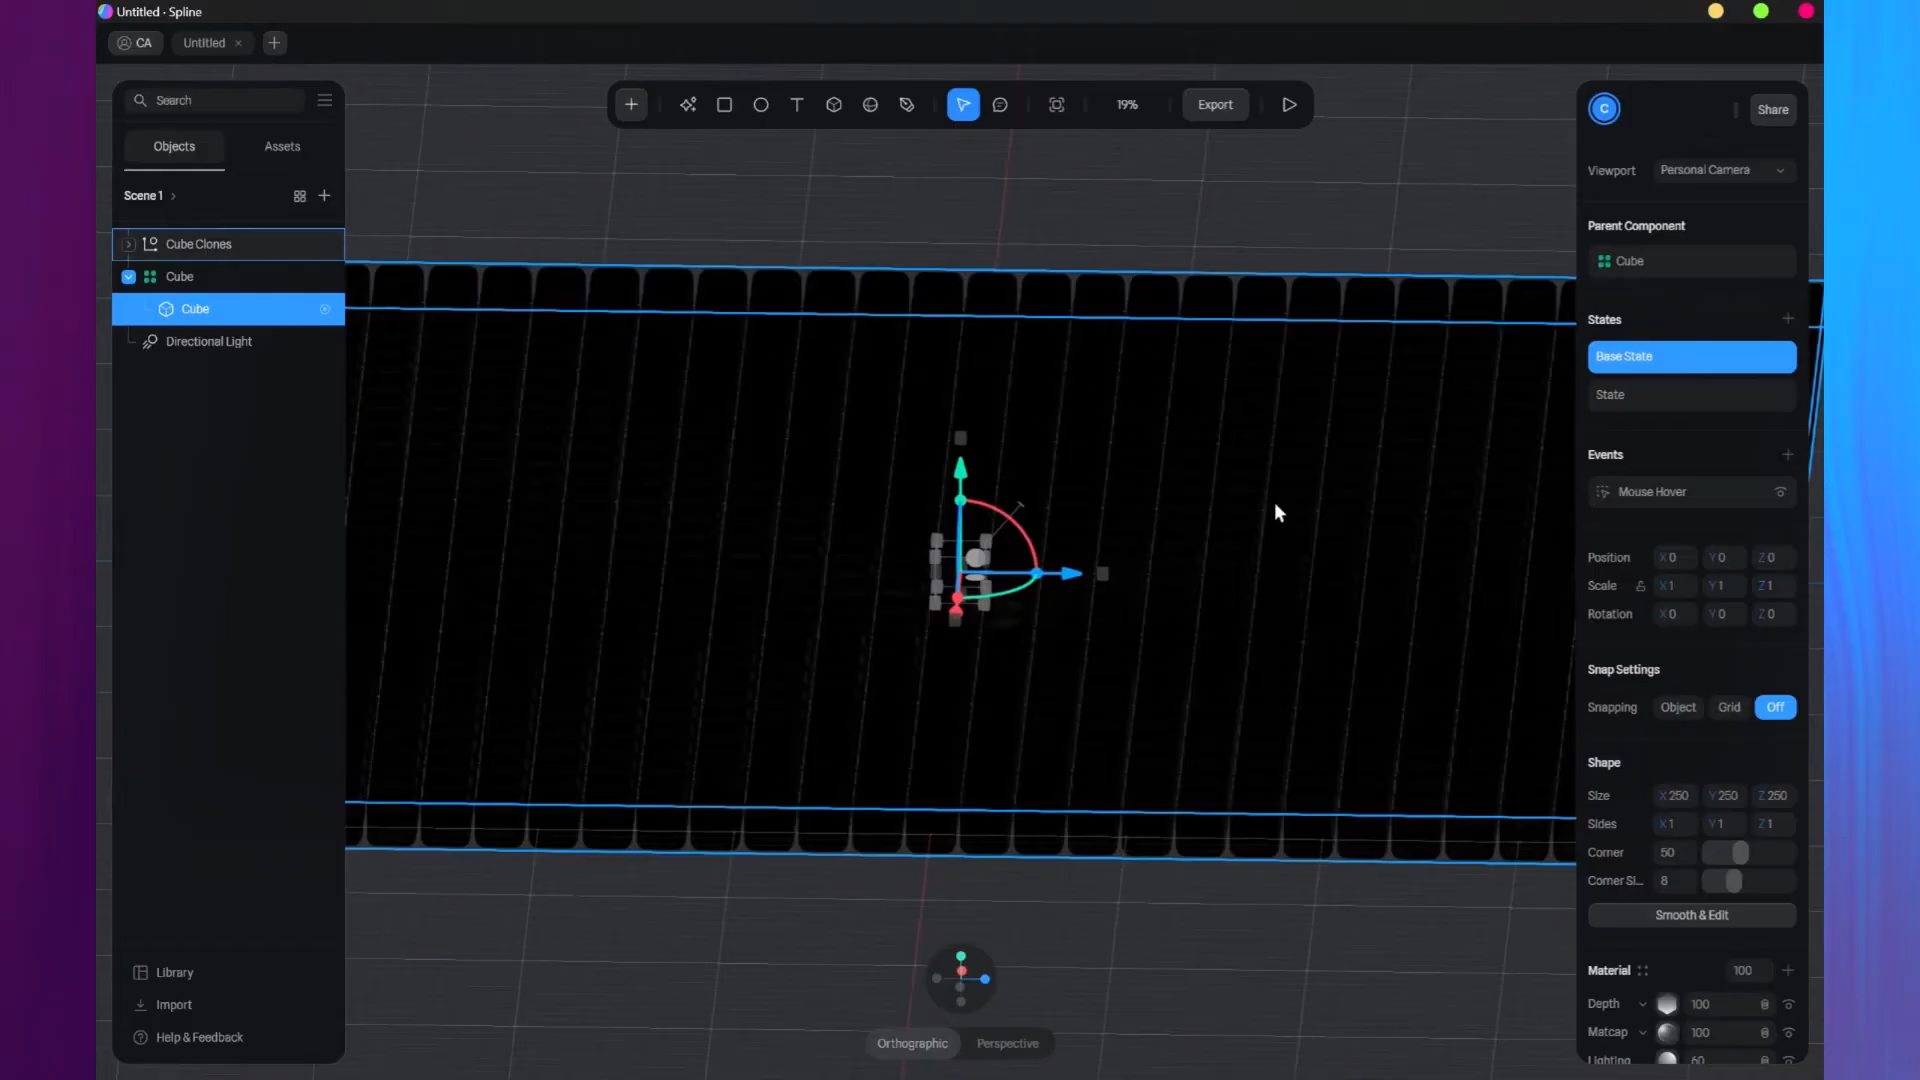 Untitled - Spline
CA
Untitled
Search
Objects
Assets
Scene 1
Cube Clones
Cube
Cube
Directional Light
Library
Import
Help & Feedback
19%
Export
Orthographic
Perspective
C
Share
Viewport
Personal Camera
Parent Component
Cube
States
Base State
State
Events
Mouse Hover
Position X 0 Y 0 Z 0
Scale X 1 Y 1 Z 1
Rotation X 0 Y 0 Z 0
Snap Settings
Snapping Object Grid Off
Shape
Size X 250 Y 250 Z 250
Sides X 1 Y 1 Z 1
Corner 50
Corner Si... 8
Smooth & Edit
Material 100
Depth 100
Matcap 100
Lighting 60